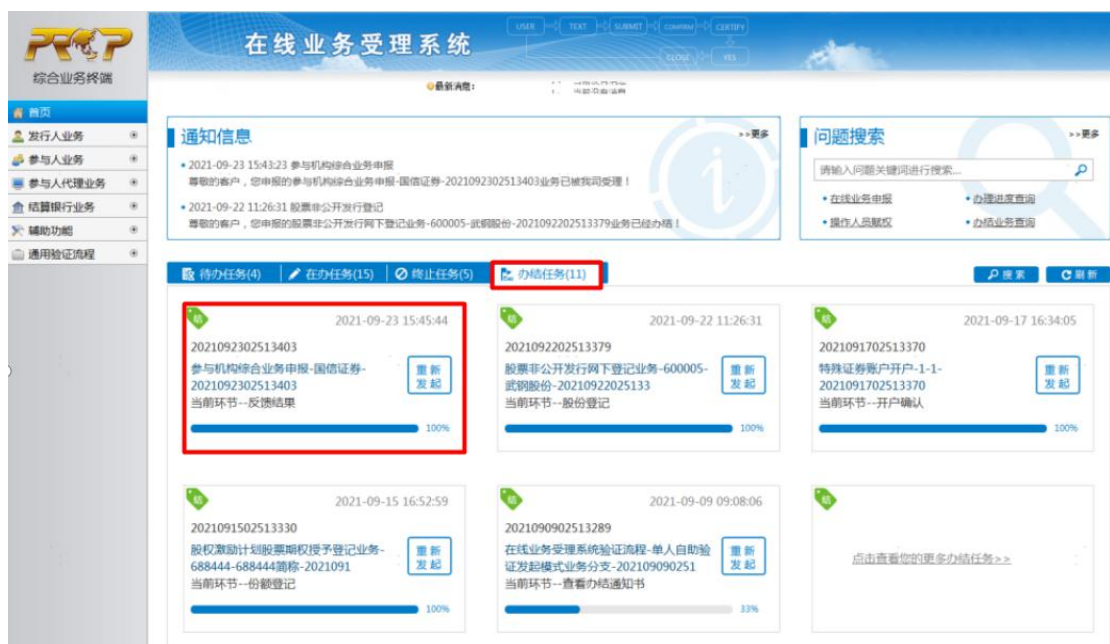 PROP
综合业务终端
在线业务受理系统
USER
TEXT
SUBMIT
CONFIRM
CERTIFY
CLOSE
YES
最新消息：
首页
发行人业务
参与人业务
参与人代理业务
结算银行业务
辅助功能
通用验证流程
通知信息
>>更多
• 2021-09-23 15:43:23 参与机构综合业务申报
尊敬的客户，您申报的参与机构综合业务申报-国信证券-2021092302513403业务已被我司受理！
• 2021-09-22 11:26:31 股票非公开发行登记
尊敬的客户，您申报的股票非公开发行网下登记业务-600005-武钢股份-2021092202513379业务已经办结！
问题搜索
>>更多
请输入问题关键词进行搜索...
• 在线业务申报
• 办理进度查询
• 操作人员赋权
• 办结业务查询
待办任务(4)
在办任务(15)
终止任务(5)
办结任务(11)
搜索
刷新
结
2021-09-23 15:45:44
2021092302513403
参与机构综合业务申报-国信证券-
2021092302513403
当前环节--反馈结果
重新
发起
100%
结
2021-09-22 11:26:31
2021092202513379
股票非公开发行网下登记业务-600005-
武钢股份-20210922025133
当前环节--股份登记
重新
发起
100%
结
2021-09-17 16:34:05
2021091702513370
特殊证券账户开户-1-1-
2021091702513370
当前环节--开户确认
重新
发起
100%
结
2021-09-15 16:52:59
2021091502513330
股权激励计划股票期权授予登记业务-
688444-688444简称-2021091
当前环节--份额登记
重新
发起
100%
结
2021-09-09 09:08:06
2021090902513289
在线业务受理系统验证流程-单人自助验
证发起模式业务分支-202109090251
当前环节--查看办结通知书
重新
发起
33%
结
点击查看您的更多办结任务>>